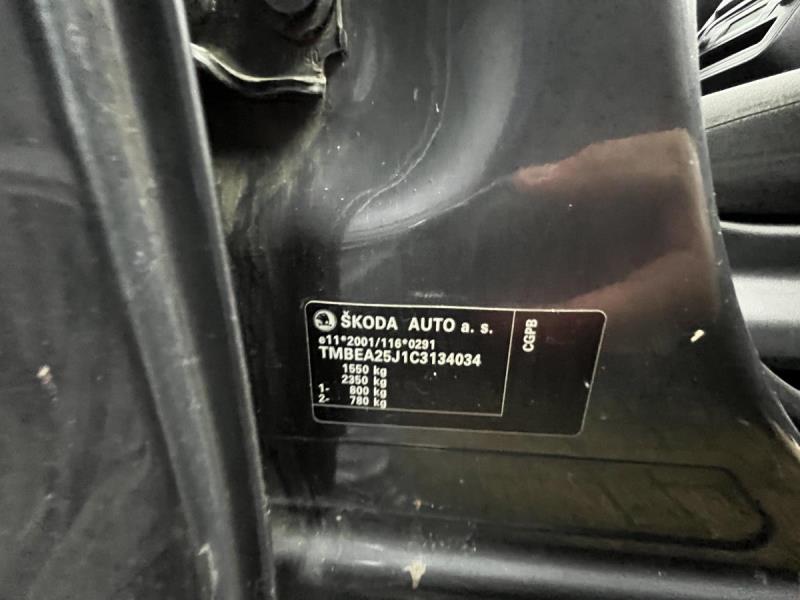 ŠKODA AUTO a. s.
e11*2001/116*0291
TMBEA25J1C3134034
1550 kg
2350 kg
1- 800 kg
2- 780 kg
CGPB